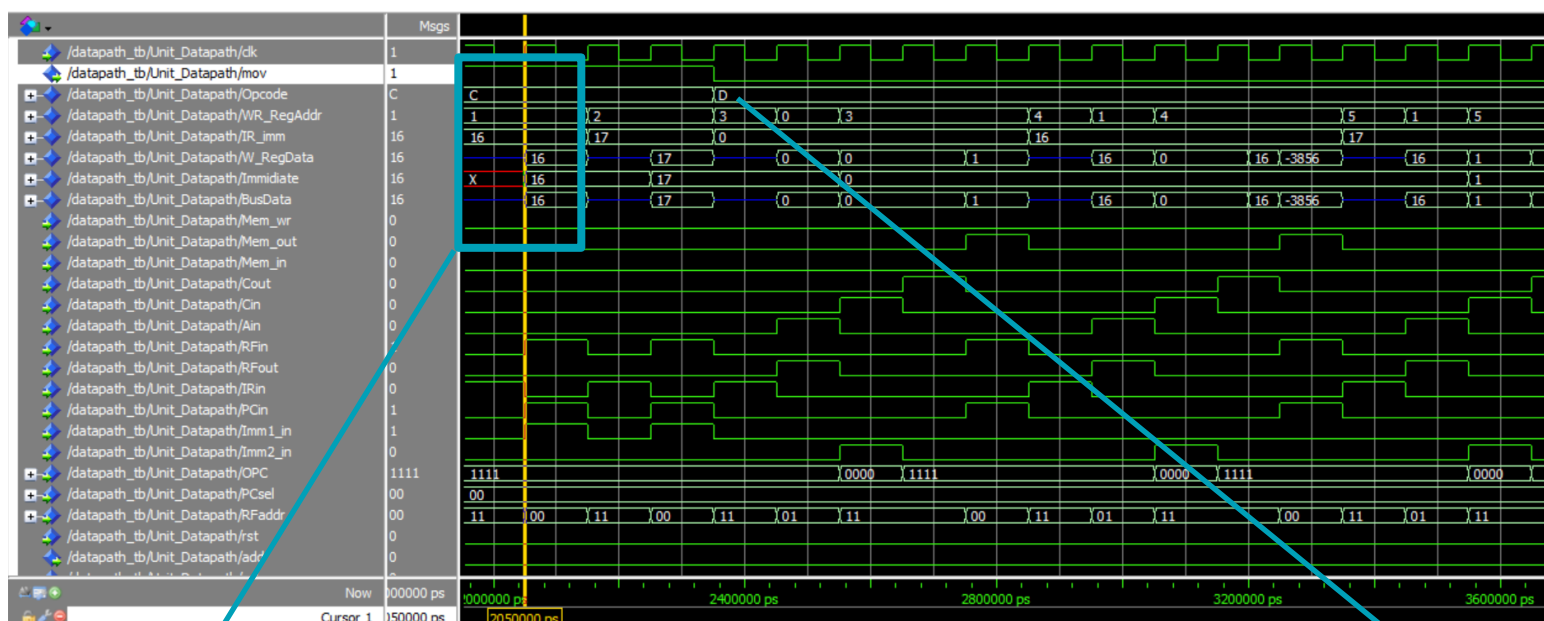 Msgs
/datapath_tb/Unit_Datapath/clk 1
/datapath_tb/Unit_Datapath/mov 1
/datapath_tb/Unit_Datapath/Opcode C C D
/datapath_tb/Unit_Datapath/WR_RegAddr 1 1 2 3 0 3 4 1 4 5 1 5
/datapath_tb/Unit_Datapath/IR_imm 16 16 17 0 16 17
/datapath_tb/Unit_Datapath/W_RegData 16 16 17 0 0 1 16 0 16 -3856 16 1
/datapath_tb/Unit_Datapath/Immidiate 16 X 16 17 0 1
/datapath_tb/Unit_Datapath/BusData 16 16 17 0 0 1 16 0 16 -3856 16 1
/datapath_tb/Unit_Datapath/Mem_wr 0
/datapath_tb/Unit_Datapath/Mem_out 0
/datapath_tb/Unit_Datapath/Mem_in 0
/datapath_tb/Unit_Datapath/Cout 0
/datapath_tb/Unit_Datapath/Cin 0
/datapath_tb/Unit_Datapath/Ain 0
/datapath_tb/Unit_Datapath/RFin
/datapath_tb/Unit_Datapath/RFout 0
/datapath_tb/Unit_Datapath/IRin 0
/datapath_tb/Unit_Datapath/PCin 1
/datapath_tb/Unit_Datapath/Imm1_in 1
/datapath_tb/Unit_Datapath/Imm2_in 0
/datapath_tb/Unit_Datapath/OPC 1111 1111 0000 1111 0000 1111 0000
/datapath_tb/Unit_Datapath/PCsel 00 00
/datapath_tb/Unit_Datapath/RFaddr 00 11 00 11 00 11 01 11 00 11 01 11 00 11 01 11
/datapath_tb/Unit_Datapath/rst 0
/datapath_tb/Unit_Datapath/add 0
Now 000000 ps 2000000 ps 2400000 ps 2800000 ps 3200000 ps 3600000 ps
Cursor 1 050000 ps 2050000 ps